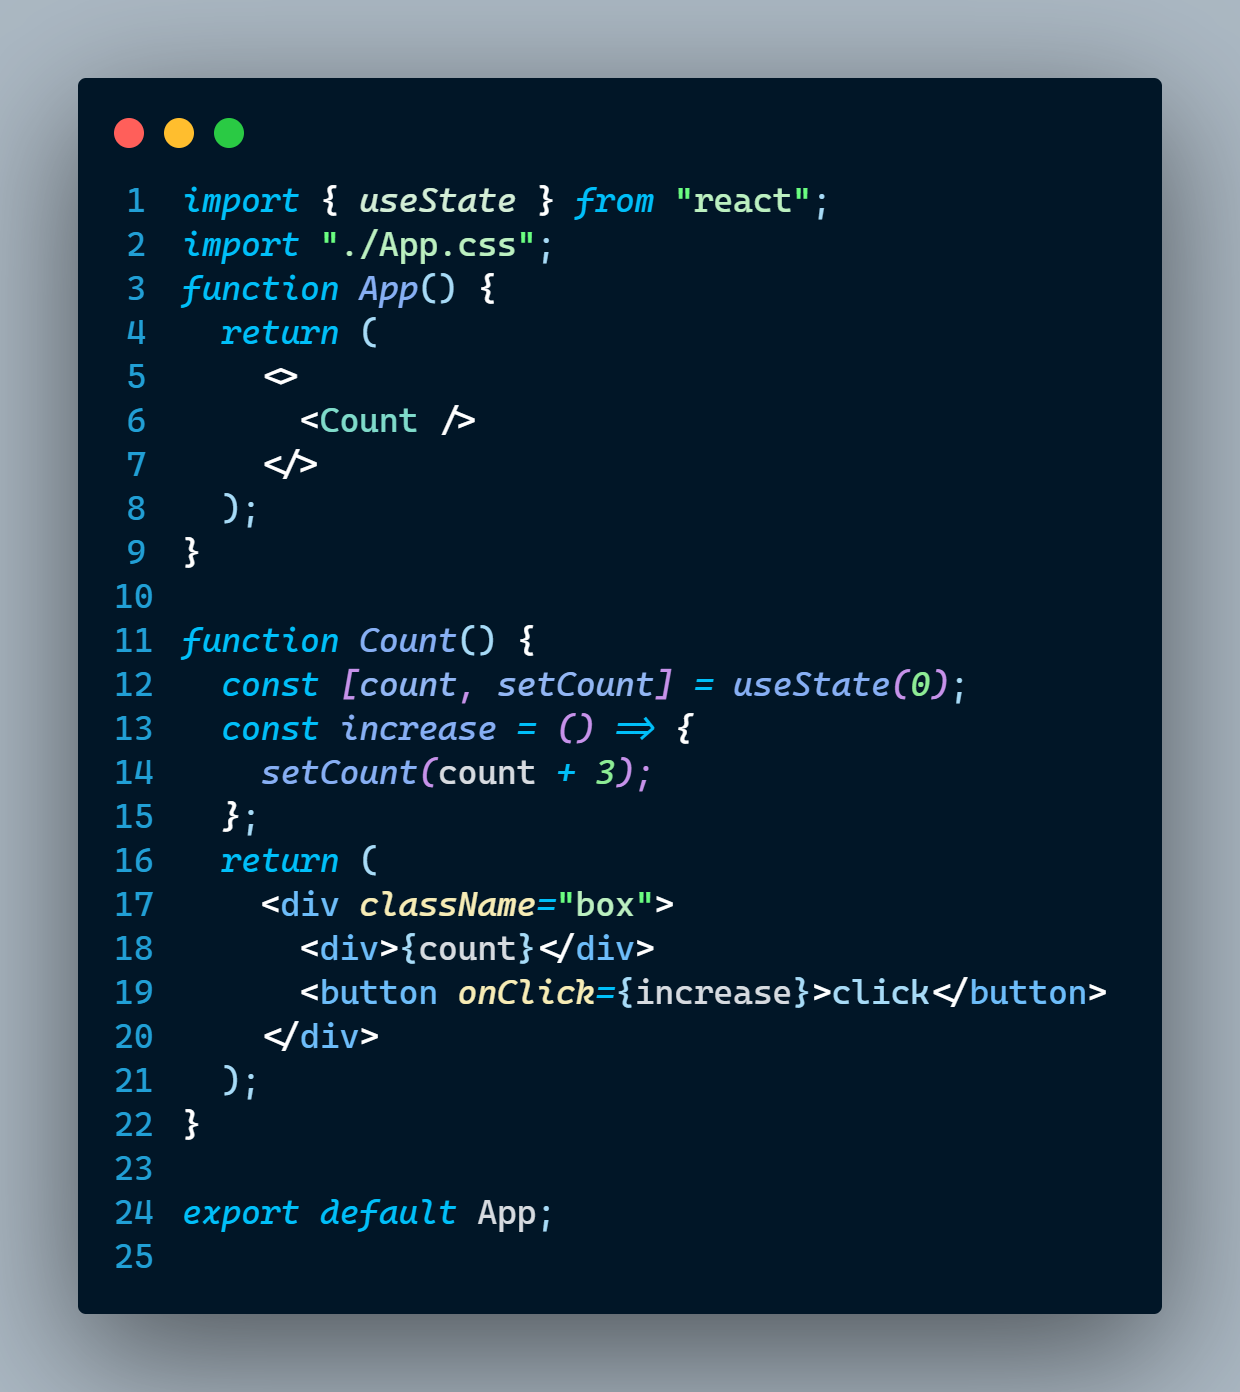 1 import { useState } from "react";
2 import "./App.css";
3 function App() {
4   return (
5     <>
6       <Count />
7     </>
8   );
9 }
10
11 function Count() {
12   const [count, setCount] = useState(0);
13   const increase = () => {
14     setCount(count + 3);
15   };
16   return (
17     <div className="box">
18       <div>{count}</div>
19       <button onClick={increase}>click</button>
20     </div>
21   );
22 }
23
24 export default App;
25